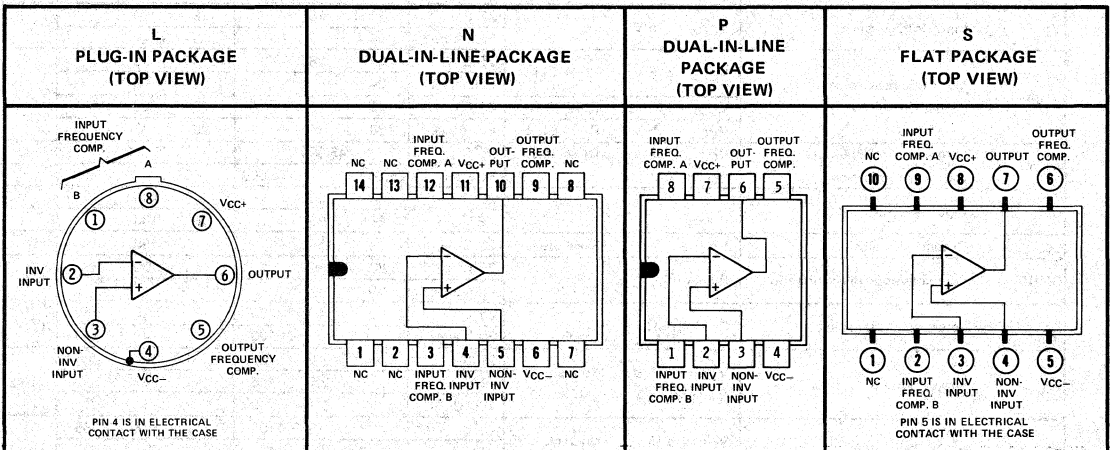 L
PLUG-IN PACKAGE
(TOP VIEW)
INPUT
FREQUENCY
COMP.
A
B
8
1
7
VCC+
INV
INPUT
2
−
+
6
OUTPUT
3
5
4
NON-
INV
INPUT
OUTPUT
FREQUENCY
COMP.
VCC−
PIN 4 IS IN ELECTRICAL
CONTACT WITH THE CASE
N
DUAL-IN-LINE PACKAGE
(TOP VIEW)
INPUT OUTPUT
FREQ. OUT- FREQ.
NC NC COMP. A VCC+ PUT COMP. NC
14 13 12 11 10 9 8
−
+
1 2 3 4 5 6 7
NC NC INPUT INV NON- VCC− NC
FREQ. INPUT INV
COMP. B INPUT
P
DUAL-IN-LINE
PACKAGE
(TOP VIEW)
INPUT OUTPUT
FREQ. OUT- FREQ.
COMP. A VCC+ PUT COMP.
8 7 6 5
−
+
1 2 3 4
INPUT INV NON- VCC−
FREQ. INPUT INV
COMP. B INPUT
S
FLAT PACKAGE
(TOP VIEW)
INPUT OUTPUT
FREQ. FREQ.
NC COMP. A VCC+ OUTPUT COMP.
10 9 8 7 6
−
+
1 2 3 4 5
NC INPUT INV NON- VCC−
FREQ. INPUT INV
COMP. B INPUT
PIN 5 IS IN ELECTRICAL
CONTACT WITH THE CASE